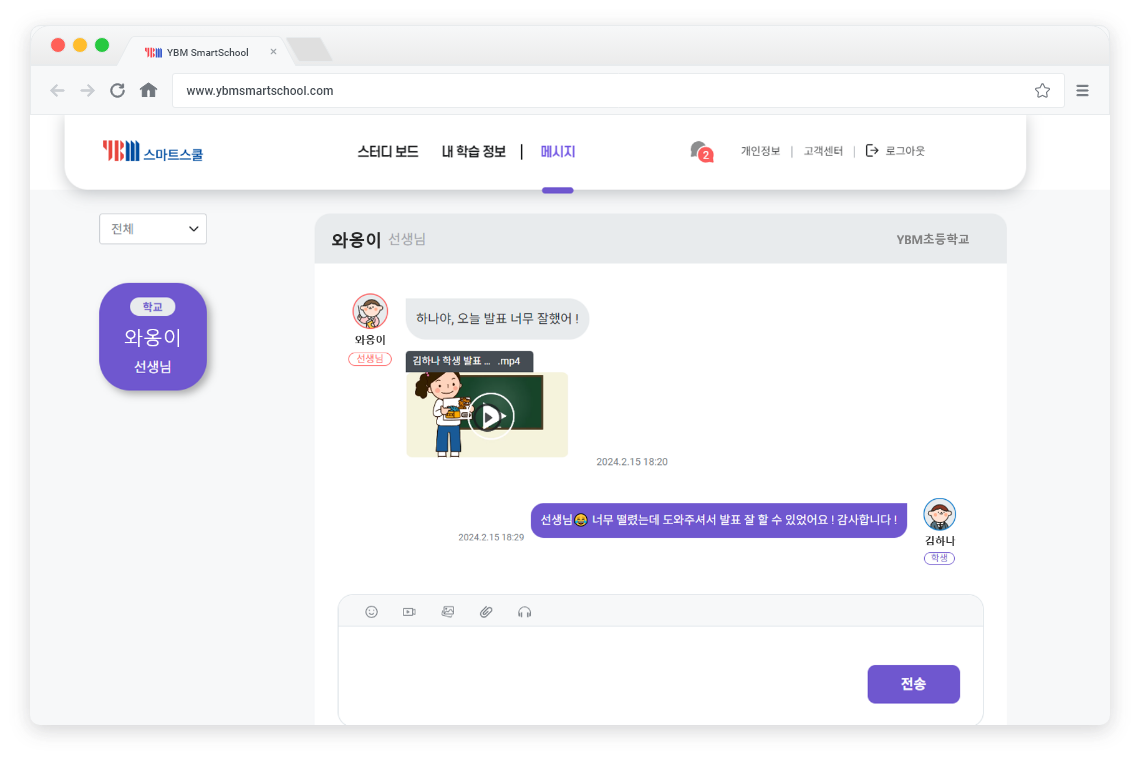 YBM YBM SmartSchool ×
www.ybmsmartschool.com
YBM 스마트스쿨 스터디 보드 내 학습 정보 | 메시지 2 개인정보 | 고객센터 | 로그아웃
전체
와옹이 선생님 YBM초등학교
학교
와옹이
선생님
하나야, 오늘 발표 너무 잘했어 !
와옹이
선생님
김하나 학생 발표 ... .mp4
2024.2.15 18:20
선생님😂 너무 떨렸는데 도와주셔서 발표 잘 할 수 있었어요 ! 감사합니다 !
2024.2.15 18:29
김하나
학생
전송